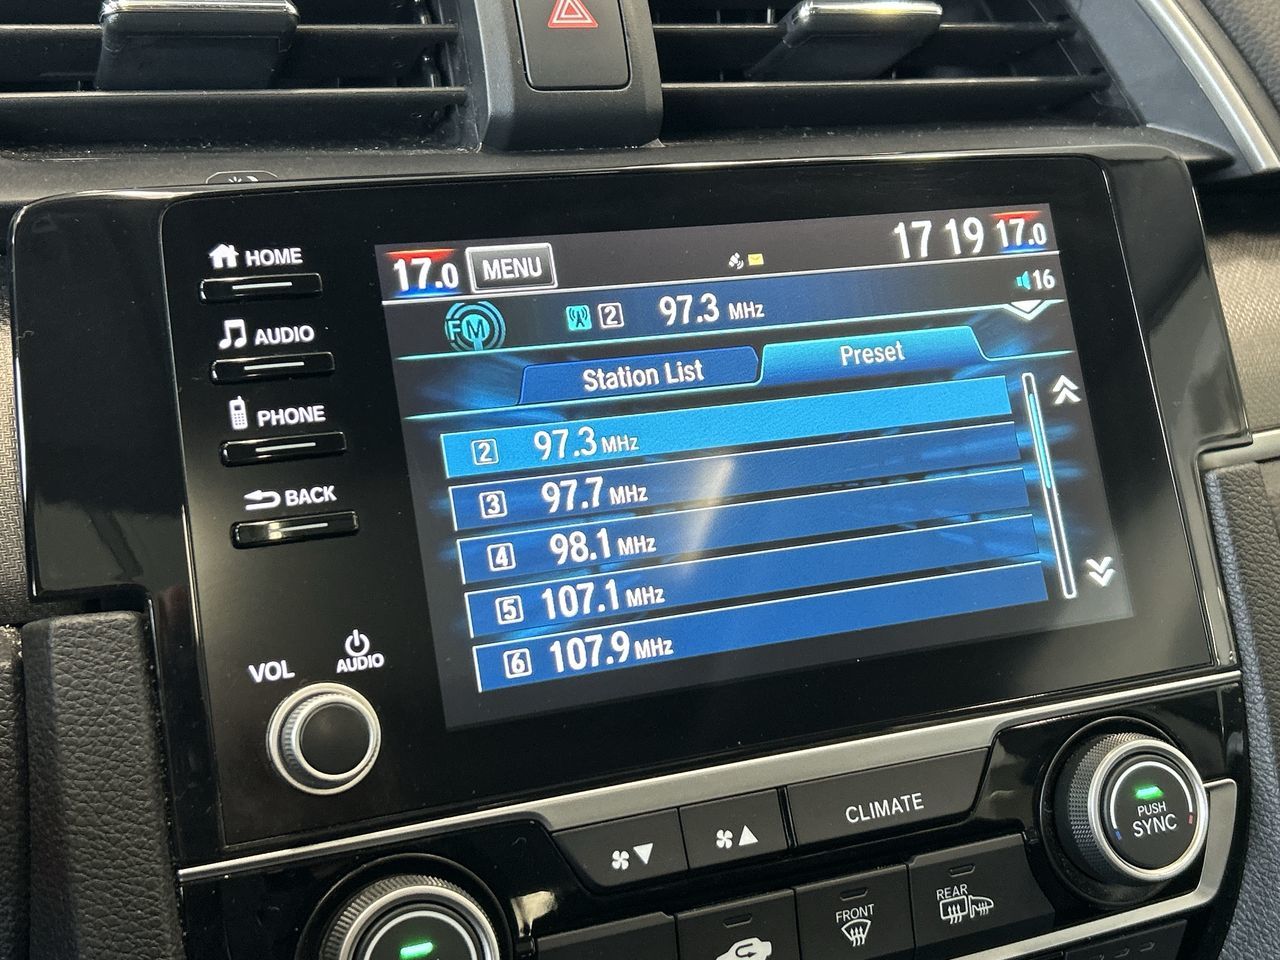 HOME
AUDIO
PHONE
BACK
VOL
AUDIO
17.0 MENU 17 19 17.0
FM 2 97.3 MHz 16
Station List Preset
2 97.3 MHz
3 97.7 MHz
4 98.1 MHz
5 107.1 MHz
6 107.9 MHz
CLIMATE
PUSH
SYNC
FRONT
REAR